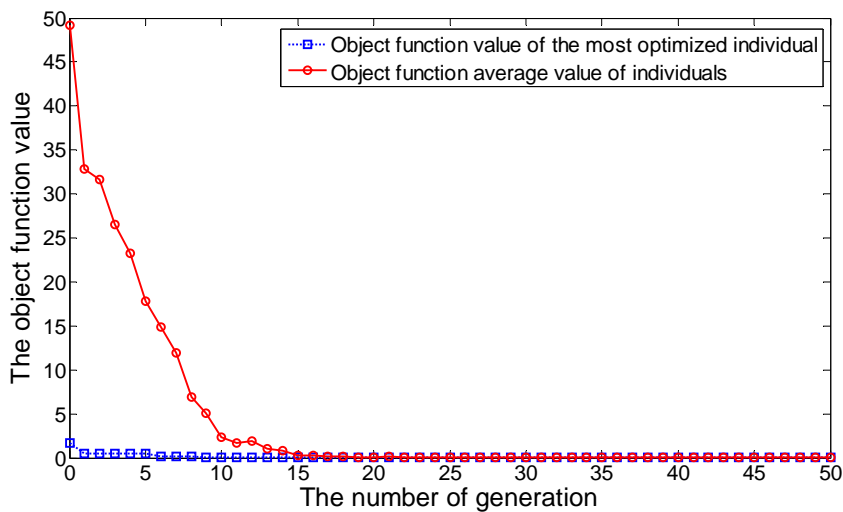 Object function value of the most optimized individual
Object function average value of individuals
The object function value
50
45
40
35
30
25
20
15
10
5
0
0 5 10 15 20 25 30 35 40 45 50
The number of generation